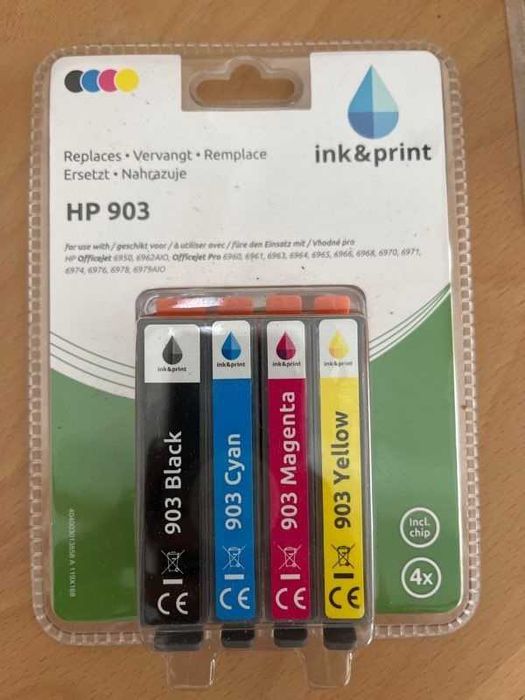 ink&print
Replaces • Vervangt • Remplace
Ersetzt • Nahrazuje
HP 903
for use with / geschikt voor / à utiliser avec / füre den Einsatz mit / Vhodné pro
HP Officejet 6950, 6962AIO, Officejet Pro 6960, 6961, 6963, 6964, 6965, 6966, 6968, 6970, 6971,
6974, 6976, 6978, 6979AIO
ink&print
ink&print
ink&print
ink&print
903 Black
903 Cyan
903 Magenta
903 Yellow
CE
CE
CE
CE
Incl.
chip
4x